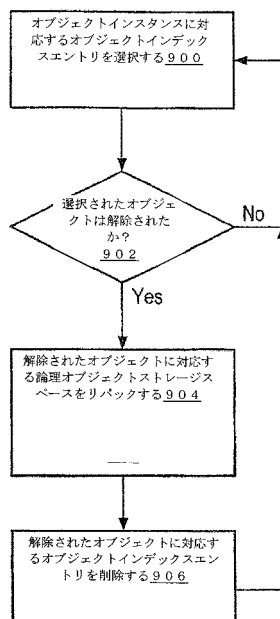 オブジェクトインスタンスに対
応するオブジェクトインデック
スエントリを選択する９００
選択されたオブジェ
クトは解除された
か？
９０２
No
Yes
解除されたオブジェクトに対応す
る論理オブジェクトストレージス
ペースをリパックする９０４
解除されたオブジェクトに対応す
るオブジェクトインデックスエン
トリを削除する９０６